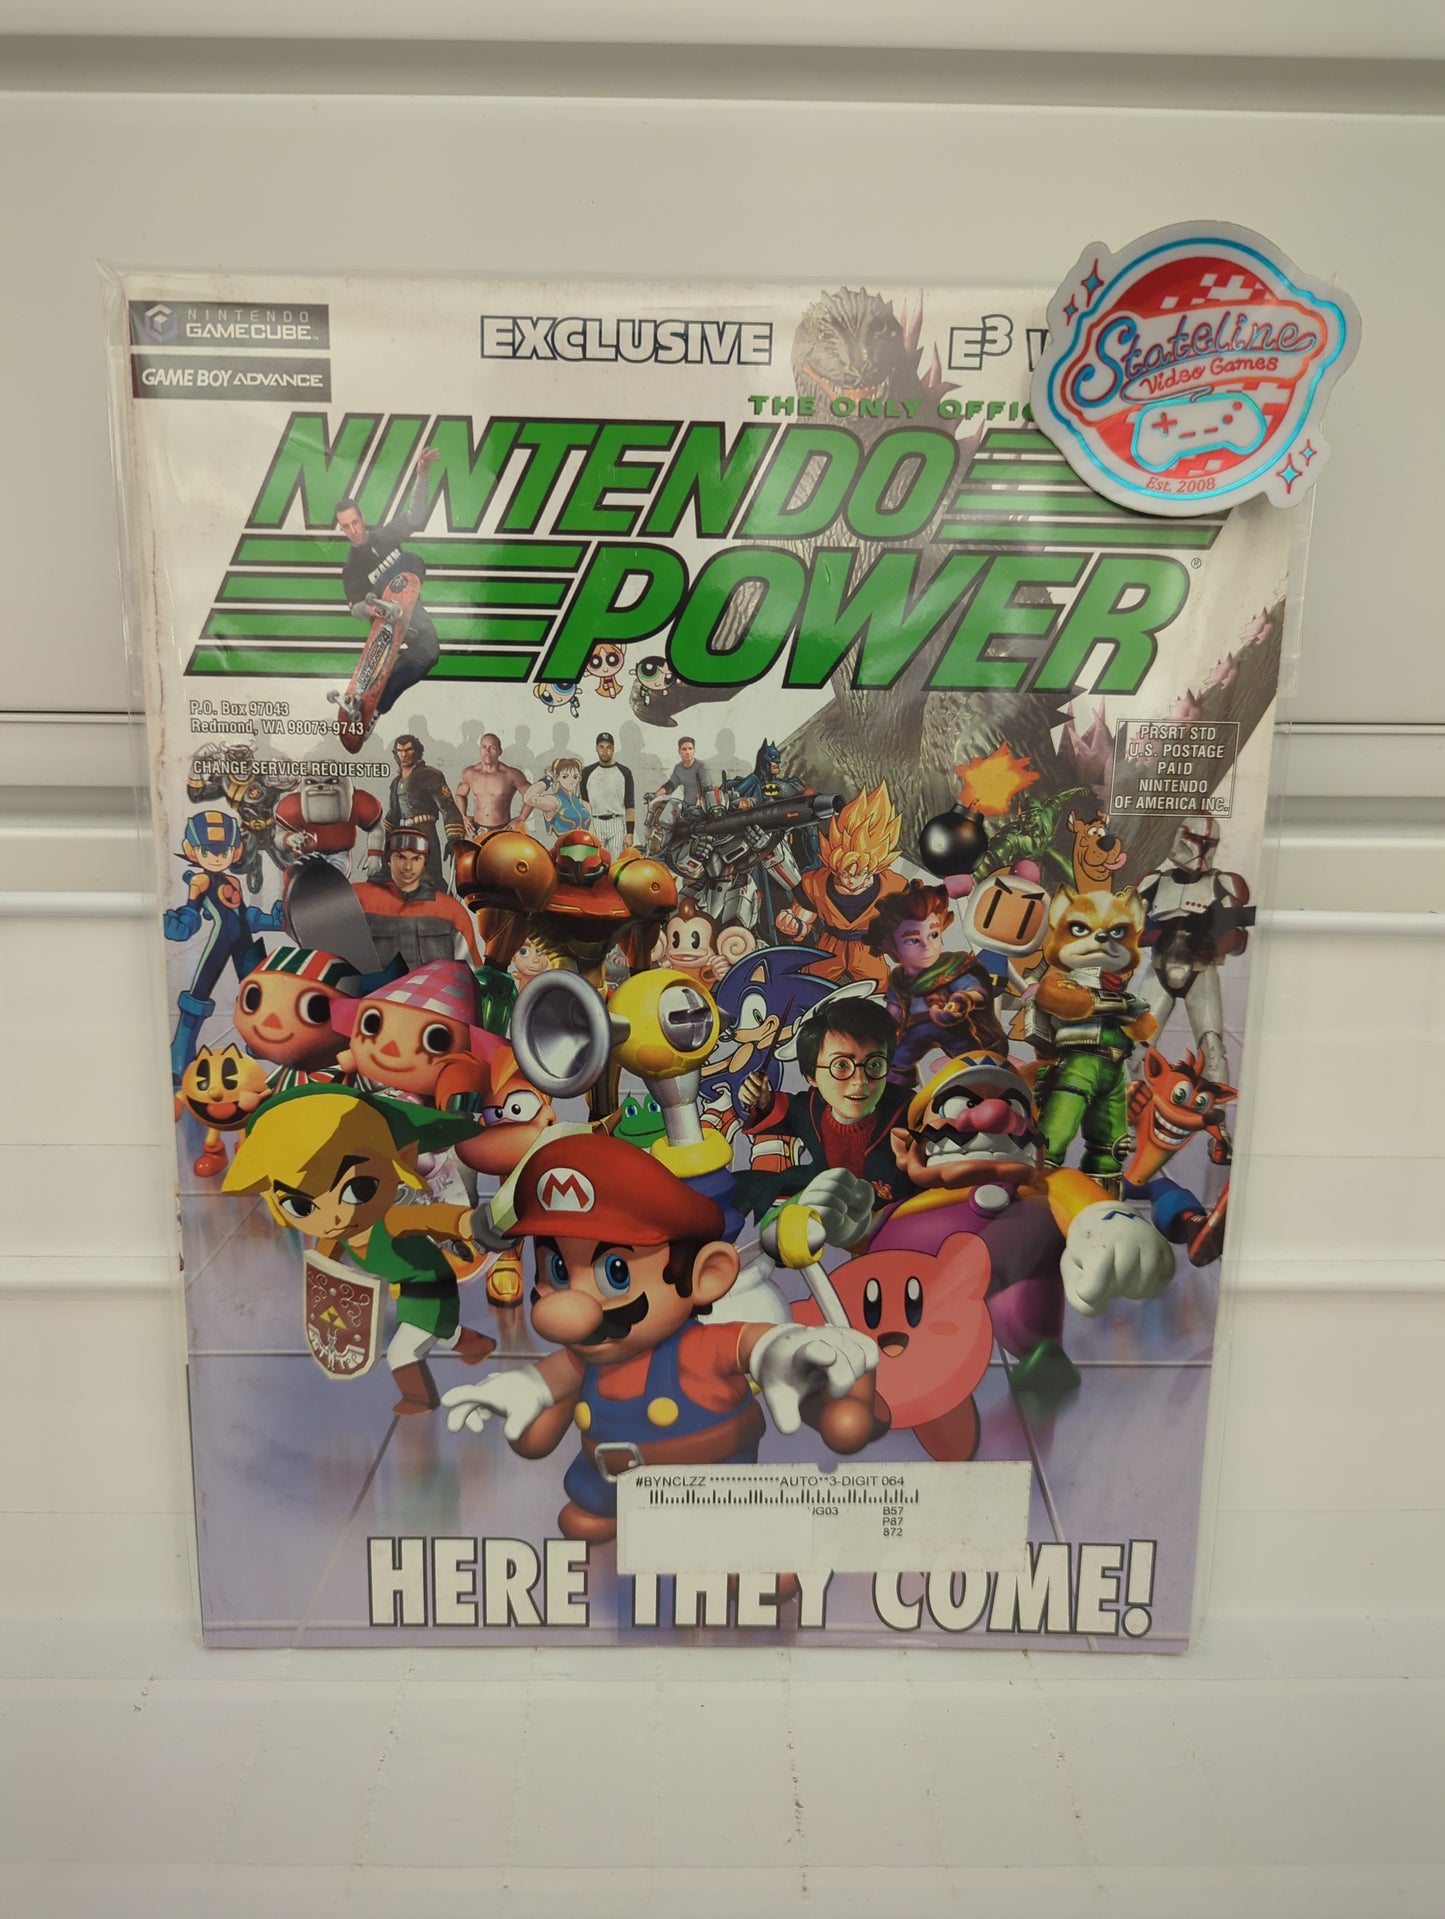 NINTENDO
GAMECUBE™
GAME BOY ADVANCE
EXCLUSIVE
E3
THE ONLY OFFIC
NINTENDO
POWER®
Stateline
Video Games
Est. 2008
P.O. Box 97043
Redmond, WA 98073-9743
CHANGE SERVICE REQUESTED
PRSRT STD
U.S. POSTAGE
PAID
NINTENDO
OF AMERICA INC.
M
#BYNCLZZ **************AUTO**3-DIGIT 064
UG03 B57
P87
872
HERE THEY COME!